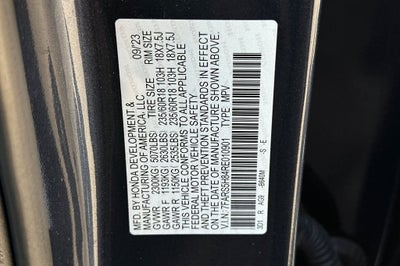 MFD. BY HONDA DEVELOPMENT & 09/23
MANUFACTURING OF AMERICA, LLC
TIRE SIZE RIM SIZE
GVWR 2300KG( 5070LBS)
GAWR F 1193KG( 2630LBS) 235/60R18 103H 18X7.5J
GAWR R 1150KG( 2535LBS) 235/60R18 103H 18X7.5J
THIS VEHICLE CONFORMS TO ALL APPLICABLE
FEDERAL MOTOR VEHICLE SAFETY
AND THEFT PREVENTION STANDARDS IN EFFECT
ON THE DATE OF MANUFACTURE SHOWN ABOVE.
V.I.N: 7FARS3H64RE010901 TYPE: MPV